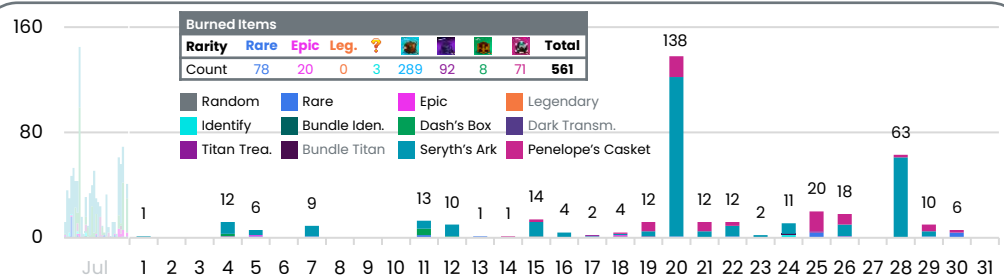 Burned Items
Rarity Rare Epic Leg. ? Total
Count 78 20 0 3 289 92 8 71 561
Random Rare Epic Legendary
Identify Bundle Iden. Dash's Box Dark Transm.
Titan Trea. Bundle Titan Seryth's Ark Penelope's Casket
160
80
0
1 12 6 9 13 10 1 1 14 4 2 4 12 138 12 12 2 11 20 18 63 10 6
Jul 1 2 3 4 5 6 7 8 9 10 11 12 13 14 15 16 17 18 19 20 21 22 23 24 25 26 27 28 29 30 31